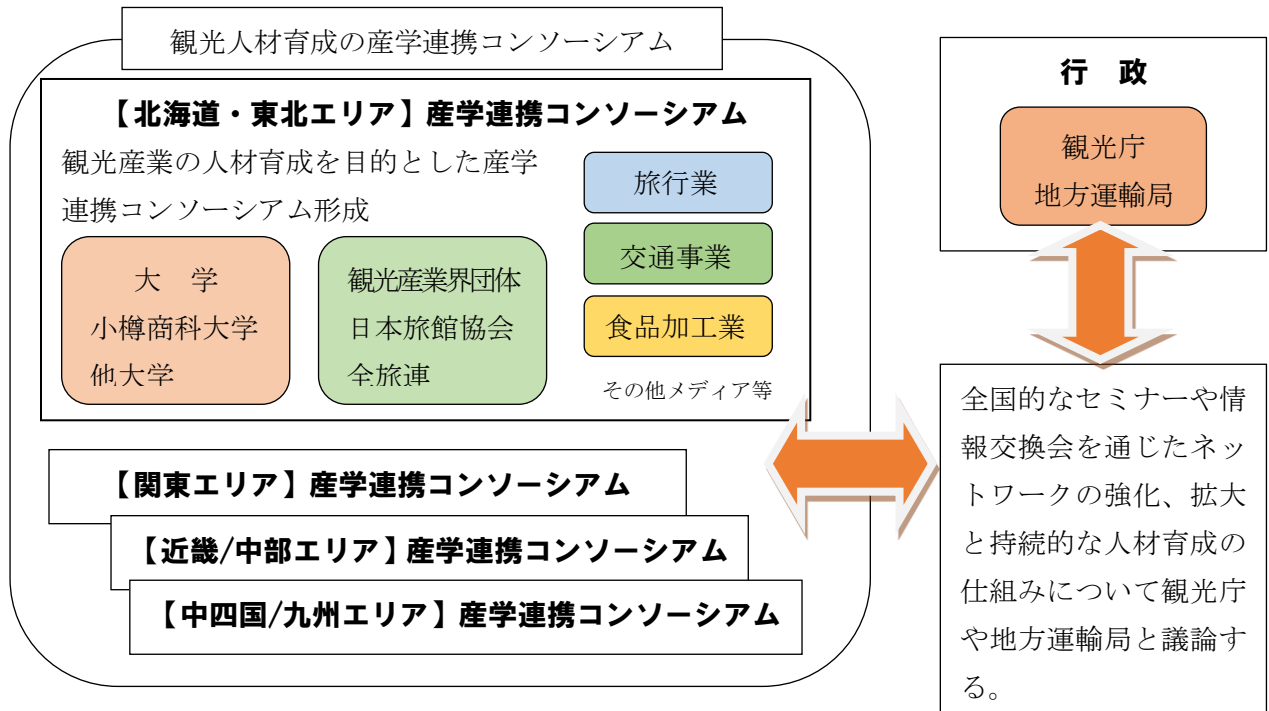 観光人材育成の産学連携コンソーシアム
【北海道・東北エリア】産学連携コンソーシアム
観光産業の人材育成を目的とした産学
連携コンソーシアム形成
大　学
小樽商科大学
他大学
観光産業界団体
日本旅館協会
全旅連
旅行業
交通事業
食品加工業
その他メディア等
【関東エリア】産学連携コンソーシアム
【近畿/中部エリア】産学連携コンソーシアム
【中四国/九州エリア】産学連携コンソーシアム
行　政
観光庁
地方運輸局
全国的なセミナーや情
報交換会を通じたネッ
トワークの強化、拡大
と持続的な人材育成の
仕組みについて観光庁
や地方運輸局と議論す
る。